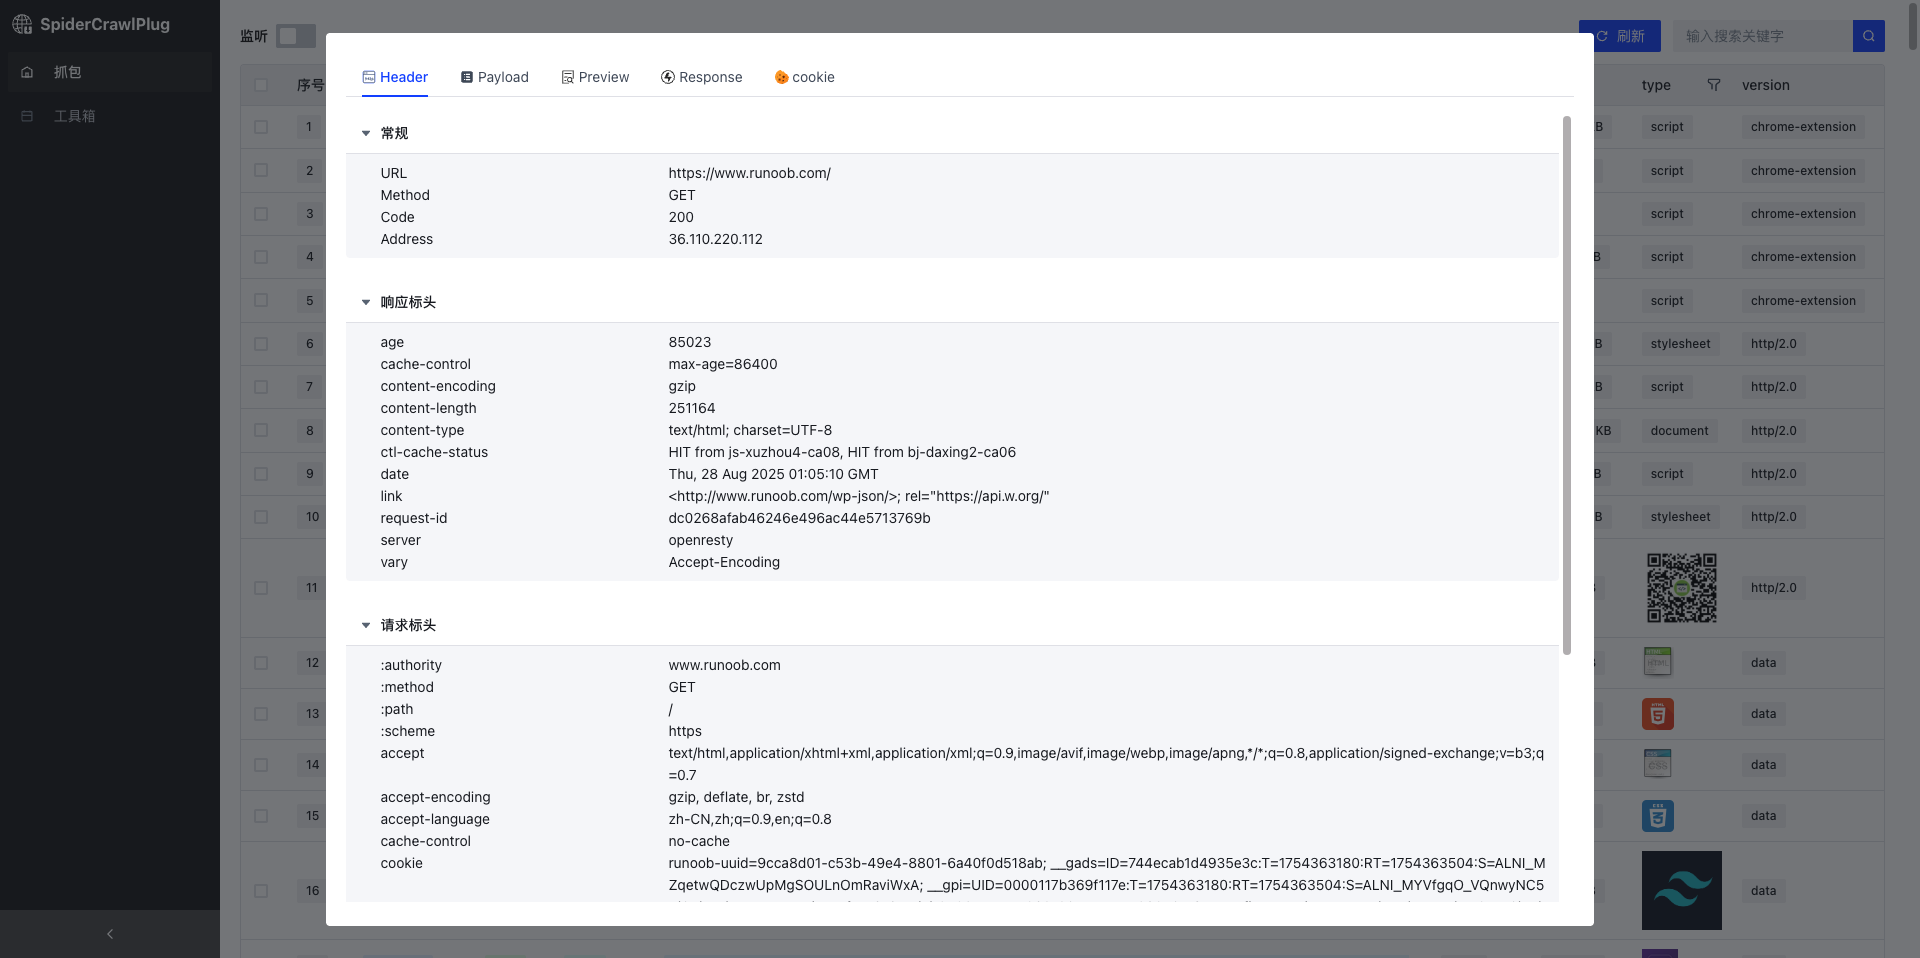 SpiderCrawlPlug
抓包
工具箱
监听
刷新
输入搜索关键字
序号
type
version
Header
Payload
Preview
Response
cookie
常规
URL https://www.runoob.com/
Method GET
Code 200
Address 36.110.220.112
响应标头
age 85023
cache-control max-age=86400
content-encoding gzip
content-length 251164
content-type text/html; charset=UTF-8
ctl-cache-status HIT from js-xuzhou4-ca08, HIT from bj-daxing2-ca06
date Thu, 28 Aug 2025 01:05:10 GMT
link <http://www.runoob.com/wp-json/>; rel="https://api.w.org/"
request-id dc0268afab46246e496ac44e5713769b
server openresty
vary Accept-Encoding
请求标头
:authority www.runoob.com
:method GET
:path /
:scheme https
accept text/html,application/xhtml+xml,application/xml;q=0.9,image/avif,image/webp,image/apng,*/*;q=0.8,application/signed-exchange;v=b3;q
=0.7
accept-encoding gzip, deflate, br, zstd
accept-language zh-CN,zh;q=0.9,en;q=0.8
cache-control no-cache
cookie runoob-uuid=9cca8d01-c53b-49e4-8801-6a40f0d518ab; __gads=ID=744ecab1d4935e3c:T=1754363180:RT=1754363504:S=ALNI_M
ZqetwQDczwUpMgSOULnOmRaviWxA; __gpi=UID=0000117b369f117e:T=1754363180:RT=1754363504:S=ALNI_MYVfgqO_VQnwyNC5
1 B script chrome-extension
2 script chrome-extension
3 script chrome-extension
4 B script chrome-extension
5 script chrome-extension
6 B stylesheet http/2.0
7 B script http/2.0
8 KB document http/2.0
9 B script http/2.0
10 B stylesheet http/2.0
11 http/2.0
12 HTML data
13 HTML 5 data
14 CSS data
15 CSS 3 data
16 data